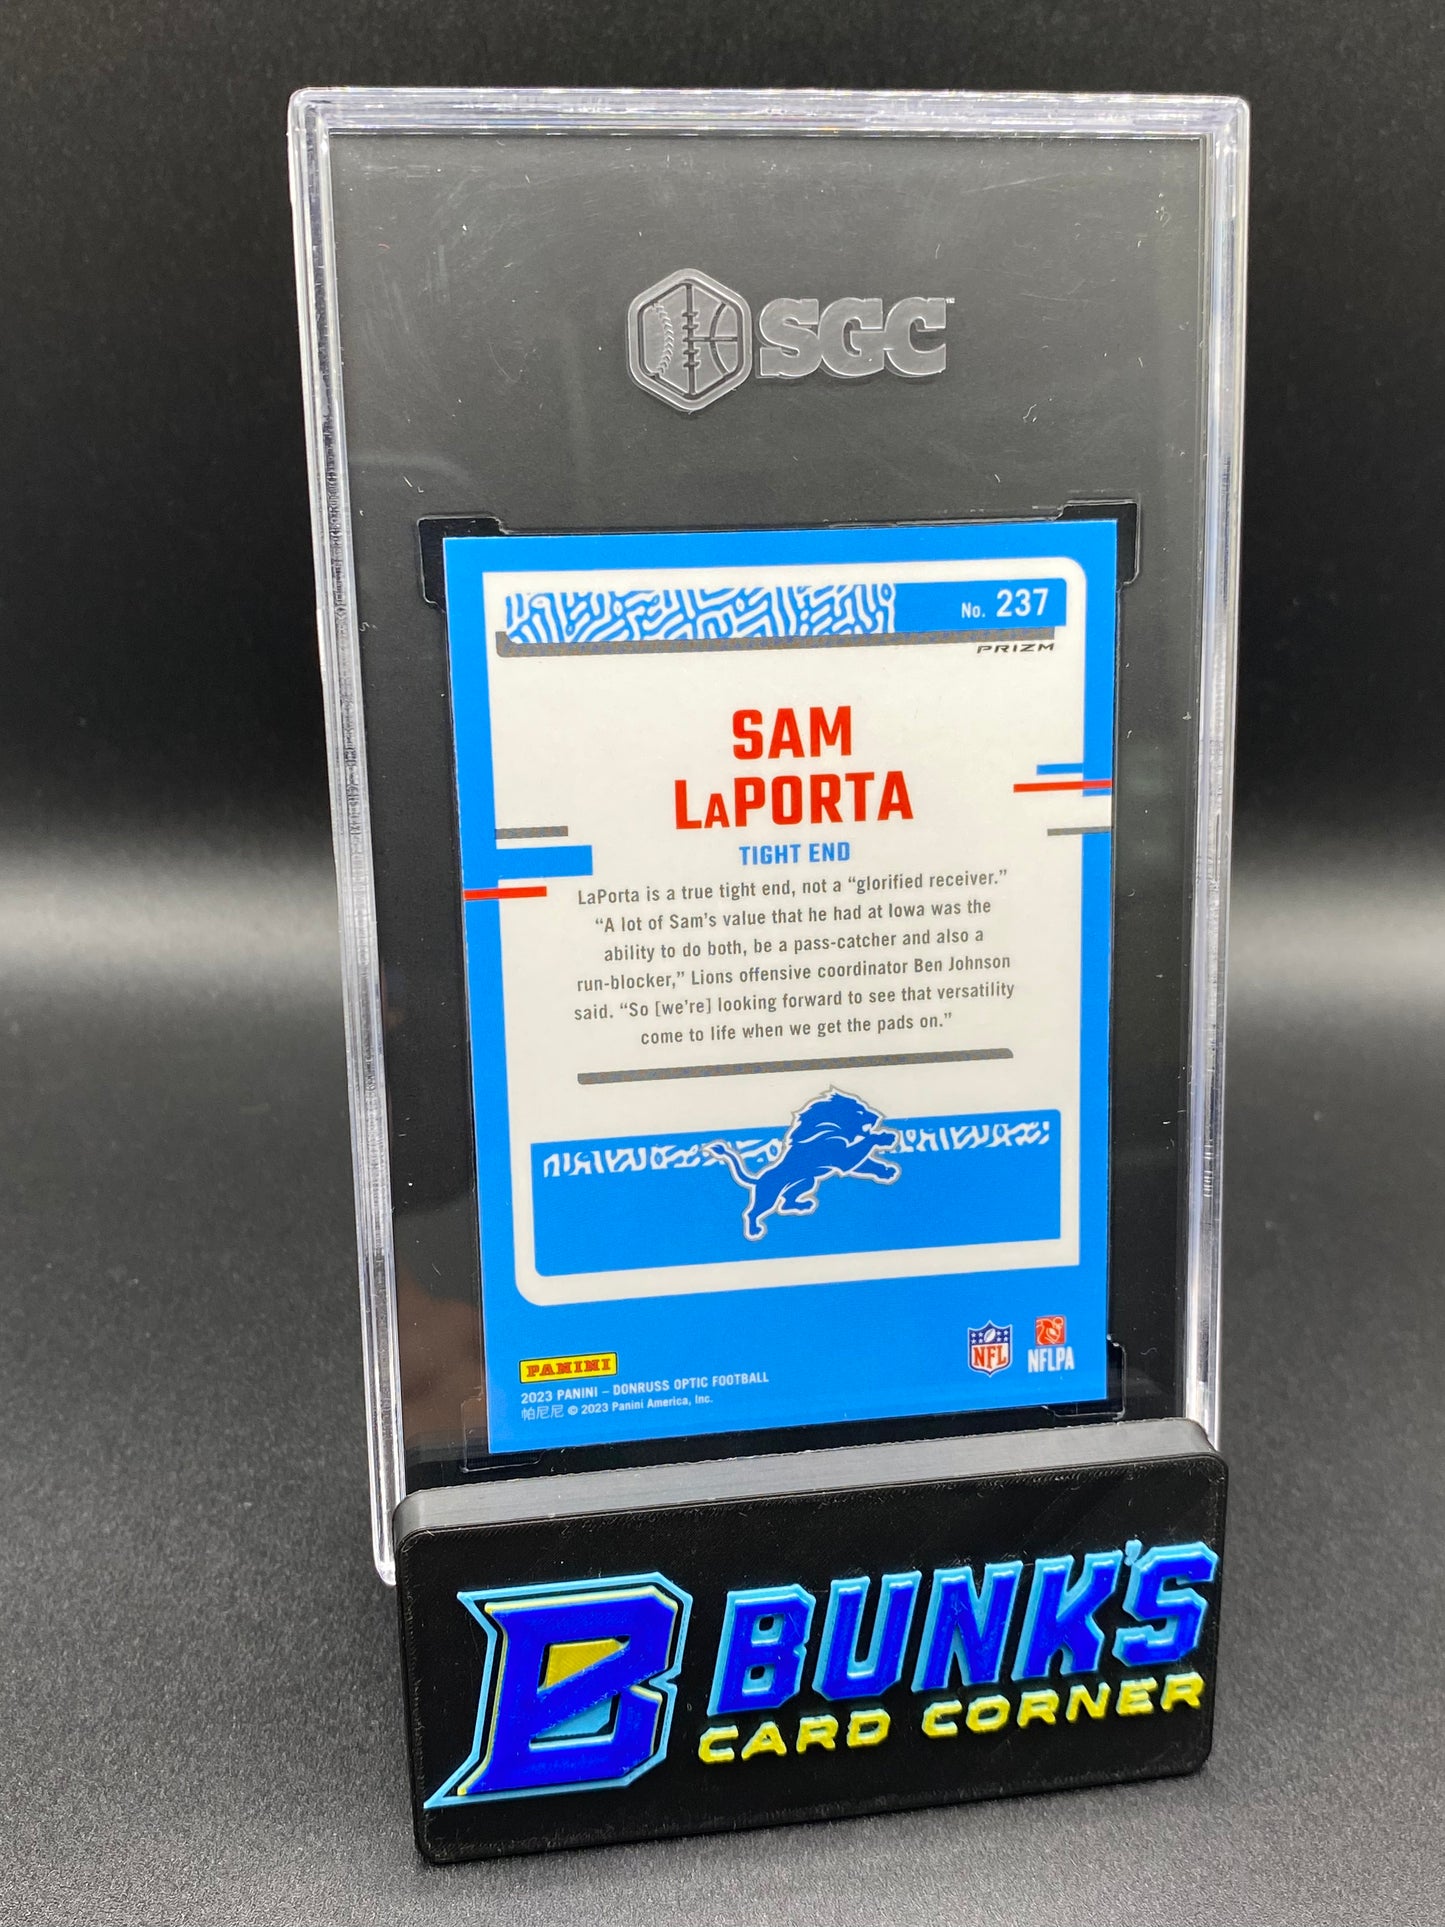 SGC
No. 237
PRIZM
SAM
LaPORTA
TIGHT END
LaPorta is a true tight end, not a “glorified receiver.”
“A lot of Sam’s value that he had at Iowa was the
ability to do both, be a pass-catcher and also a
run-blocker,” Lions offensive coordinator Ben Johnson
said. “So [we’re] looking forward to see that versatility
come to life when we get the pads on.”
PANINI
2023 PANINI – DONRUSS OPTIC FOOTBALL
帕尼尼 © 2023 Panini America, Inc.
NFL
NFLPA
B
BUNK'S
CARD CORNER